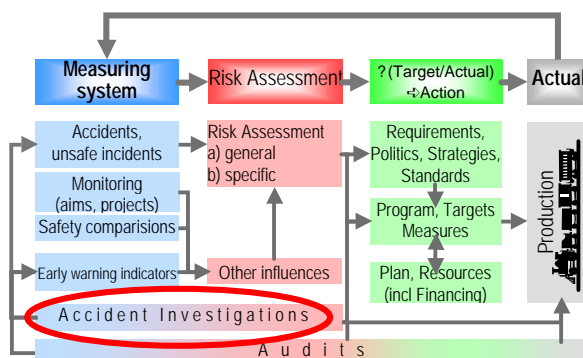 Measuring
system
Risk Assessment
? (Target/Actual)
➪Action
Actual
Accidents,
unsafe incidents
Monitoring
(aims, projects)
Safety comparisions
Early warning indicators
Risk Assessment
a) general
b) specific
Other influences
Requirements,
Politics, Strategies,
Standards
Program, Targets
Measures
Plan, Resources
(incl Financing)
Production
Accident Investigations
Audits